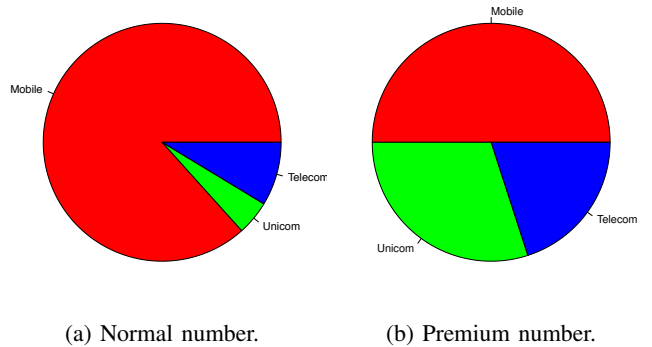 Mobile
Telecom
Unicom
(a) Normal number.
Mobile
Telecom
Unicom
(b) Premium number.